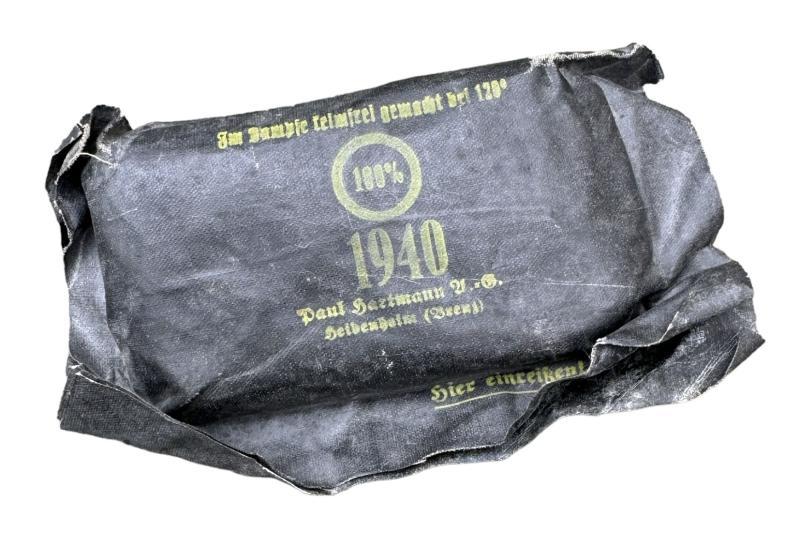 Im Dampfe keimfrei gemacht bei 120°
100%
1940
Paul Hartmann A.-G.
Heidenheim (Brenz)
Hier einreißen!